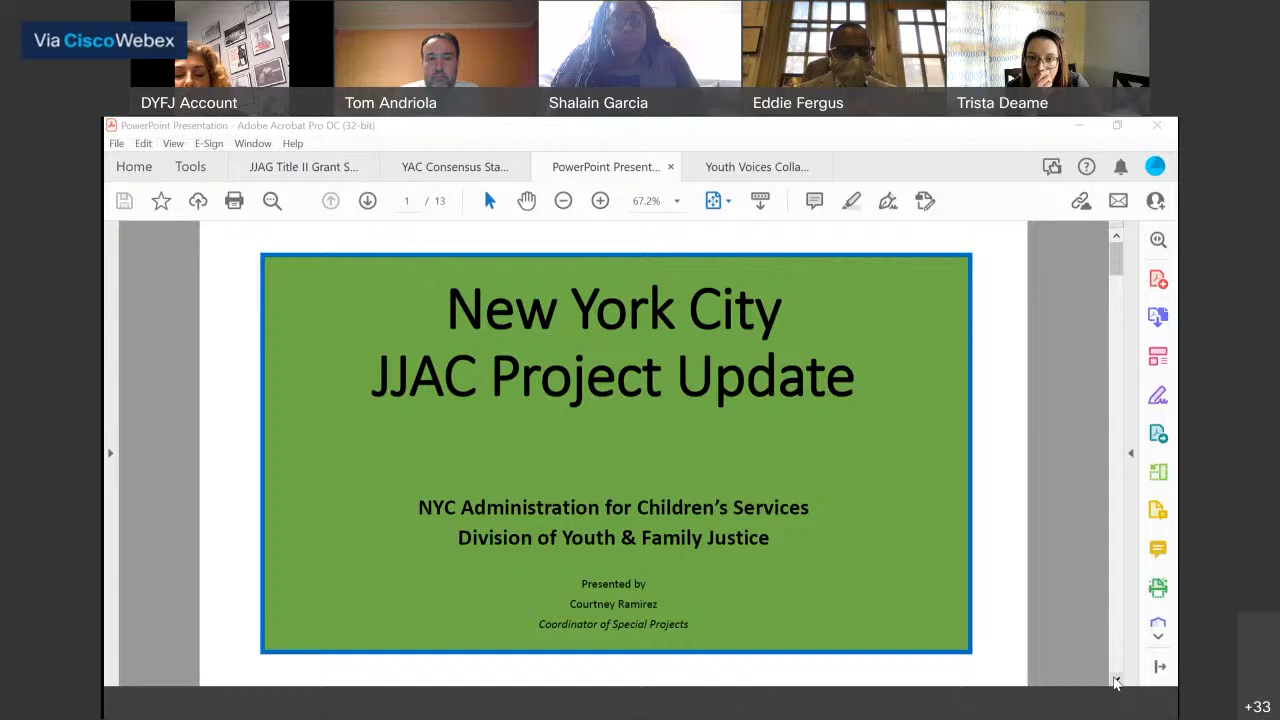 Via CiscoWebex
DYFJ Account
Tom Andriola
Shalain Garcia
Eddie Fergus
Trista Deame
PowerPoint Presentation - Adobe Acrobat Pro DC (32-bit)
File Edit View E-Sign Window Help
Home Tools JJAG Title II Grant S... YAC Consensus Sta... PowerPoint Present... × Youth Voices Colla...
1 / 13 67.2%
New York City
JJAC Project Update
NYC Administration for Children's Services
Division of Youth & Family Justice
Presented by
Courtney Ramirez
Coordinator of Special Projects
+33